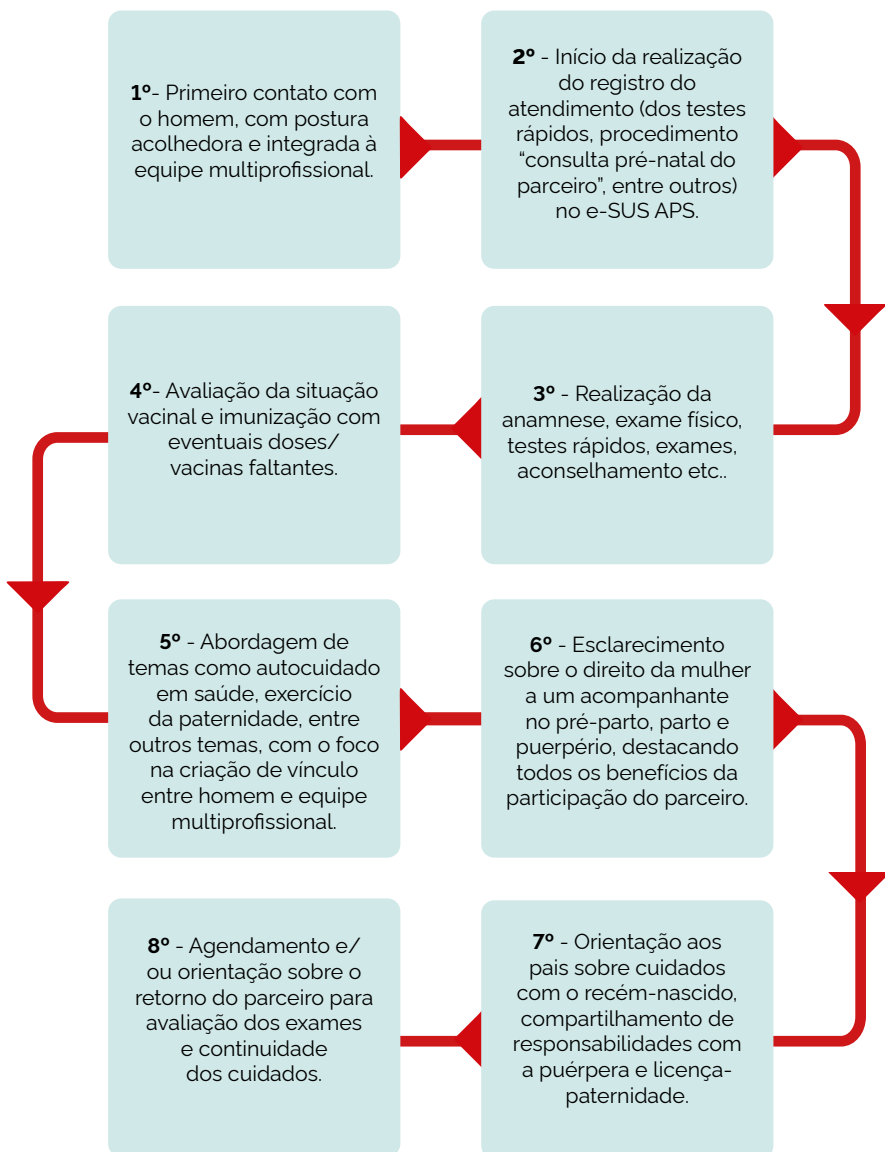 1º- Primeiro contato com
o homem, com postura
acolhedora e integrada à
equipe multiprofissional.
2º - Início da realização
do registro do
atendimento (dos testes
rápidos, procedimento
“consulta pré-natal do
parceiro”, entre outros)
no e-SUS APS.
3º - Realização da
anamnese, exame físico,
testes rápidos, exames,
aconselhamento etc..
4º- Avaliação da situação
vacinal e imunização com
eventuais doses/
vacinas faltantes.
5º - Abordagem de
temas como autocuidado
em saúde, exercício
da paternidade, entre
outros temas, com o foco
na criação de vínculo
entre homem e equipe
multiprofissional.
6º - Esclarecimento
sobre o direito da mulher
a um acompanhante
no pré-parto, parto e
puerpério, destacando
todos os benefícios da
participação do parceiro.
7º - Orientação aos
pais sobre cuidados
com o recém-nascido,
compartilhamento de
responsabilidades com
a puérpera e licença-
paternidade.
8º - Agendamento e/
ou orientação sobre o
retorno do parceiro para
avaliação dos exames
e continuidade
dos cuidados.